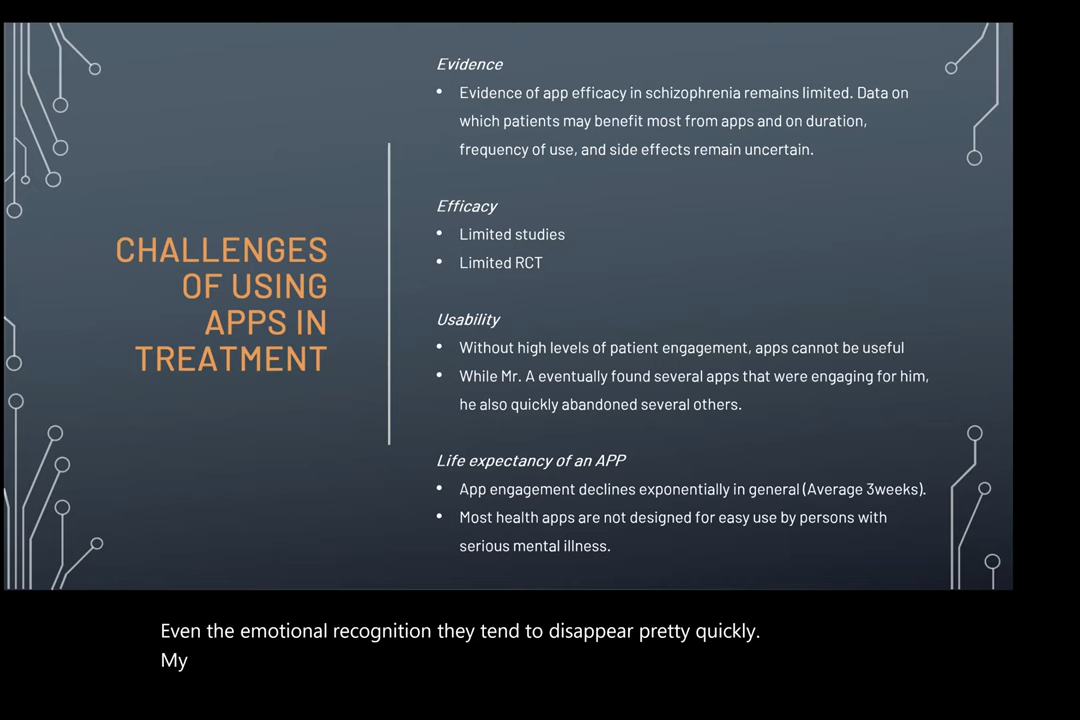 CHALLENGES
OF USING
APPS IN
TREATMENT
Evidence
• Evidence of app efficacy in schizophrenia remains limited. Data on
which patients may benefit most from apps and on duration,
frequency of use, and side effects remain uncertain.
Efficacy
• Limited studies
• Limited RCT
Usability
• Without high levels of patient engagement, apps cannot be useful
• While Mr. A eventually found several apps that were engaging for him,
he also quickly abandoned several others.
Life expectancy of an APP
• App engagement declines exponentially in general (Average 3weeks).
• Most health apps are not designed for easy use by persons with
serious mental illness.
Even the emotional recognition they tend to disappear pretty quickly.
My